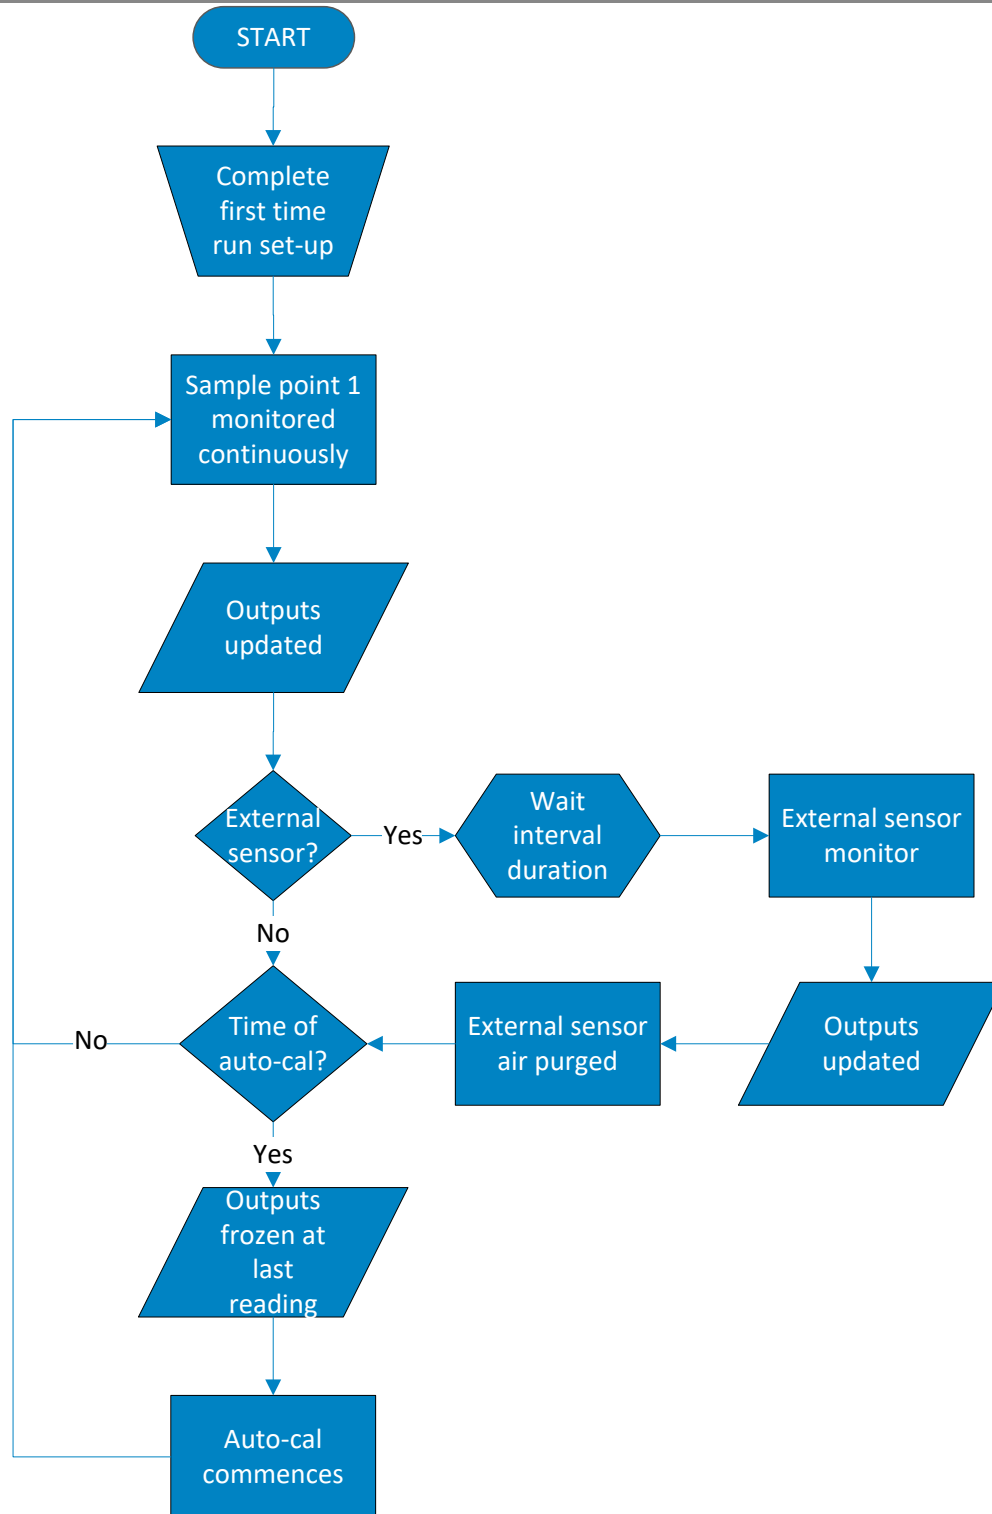 START
Complete
first time
run set-up
Sample point 1
monitored
continuously
Outputs
updated
External
sensor?
Yes
Wait
interval
duration
External sensor
monitor
No
Time of
auto-cal?
No
External sensor
air purged
Outputs
updated
Yes
Outputs
frozen at
last
reading
Auto-cal
commences